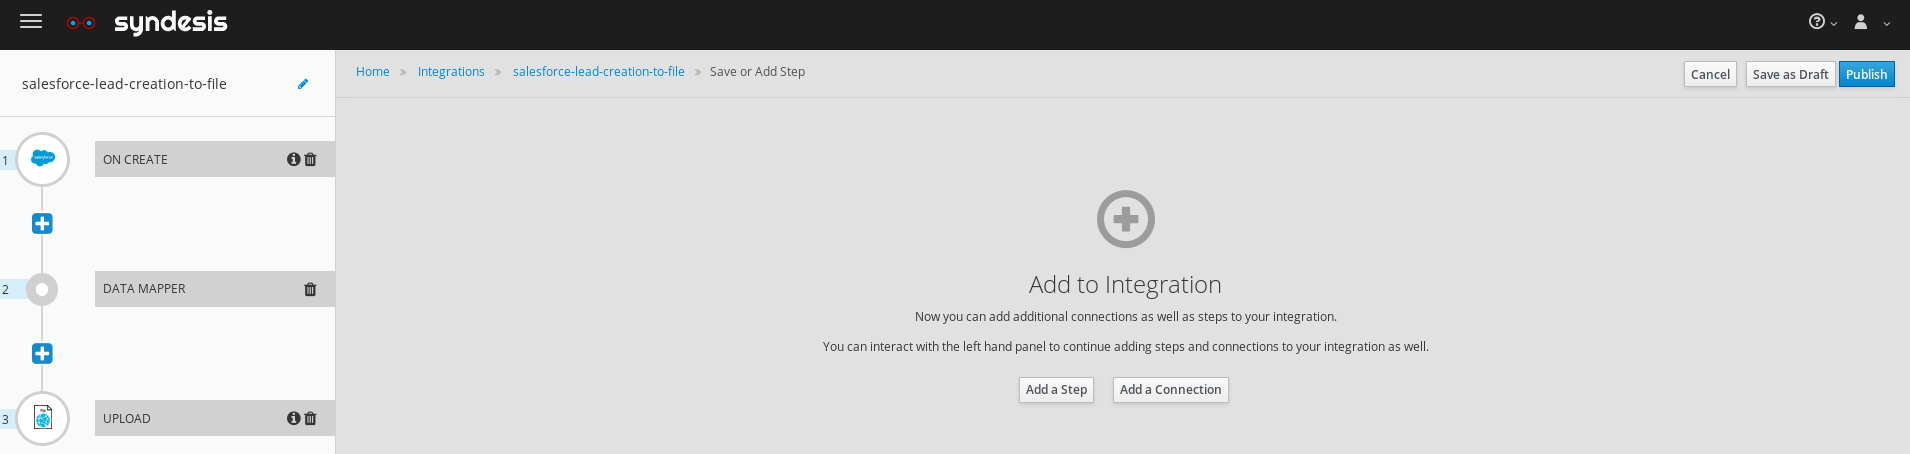 syndesis
salesforce-lead-creation-to-file
Home » Integrations » salesforce-lead-creation-to-file » Save or Add Step
Cancel
Save as Draft
Publish
1
salesforce
ON CREATE
2
DATA MAPPER
3
UPLOAD
Add to Integration
Now you can add additional connections as well as steps to your integration.
You can interact with the left hand panel to continue adding steps and connections to your integration as well.
Add a Step
Add a Connection